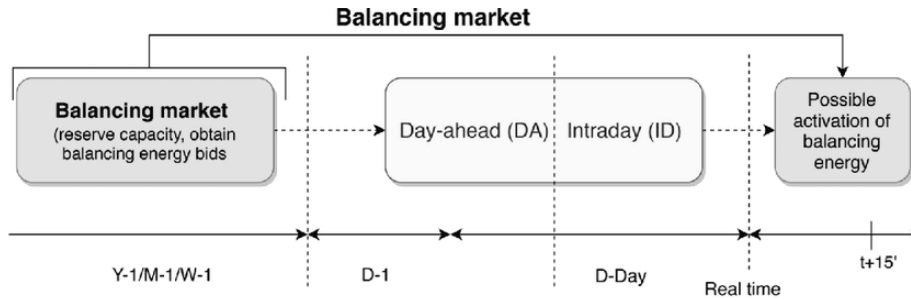 Balancing market
Balancing market
(reserve capacity, obtain
balancing energy bids
Day-ahead (DA)
Intraday (ID)
Possible
activation of
balancing
energy
Y-1/M-1/W-1
D-1
D-Day
Real time
t+15'